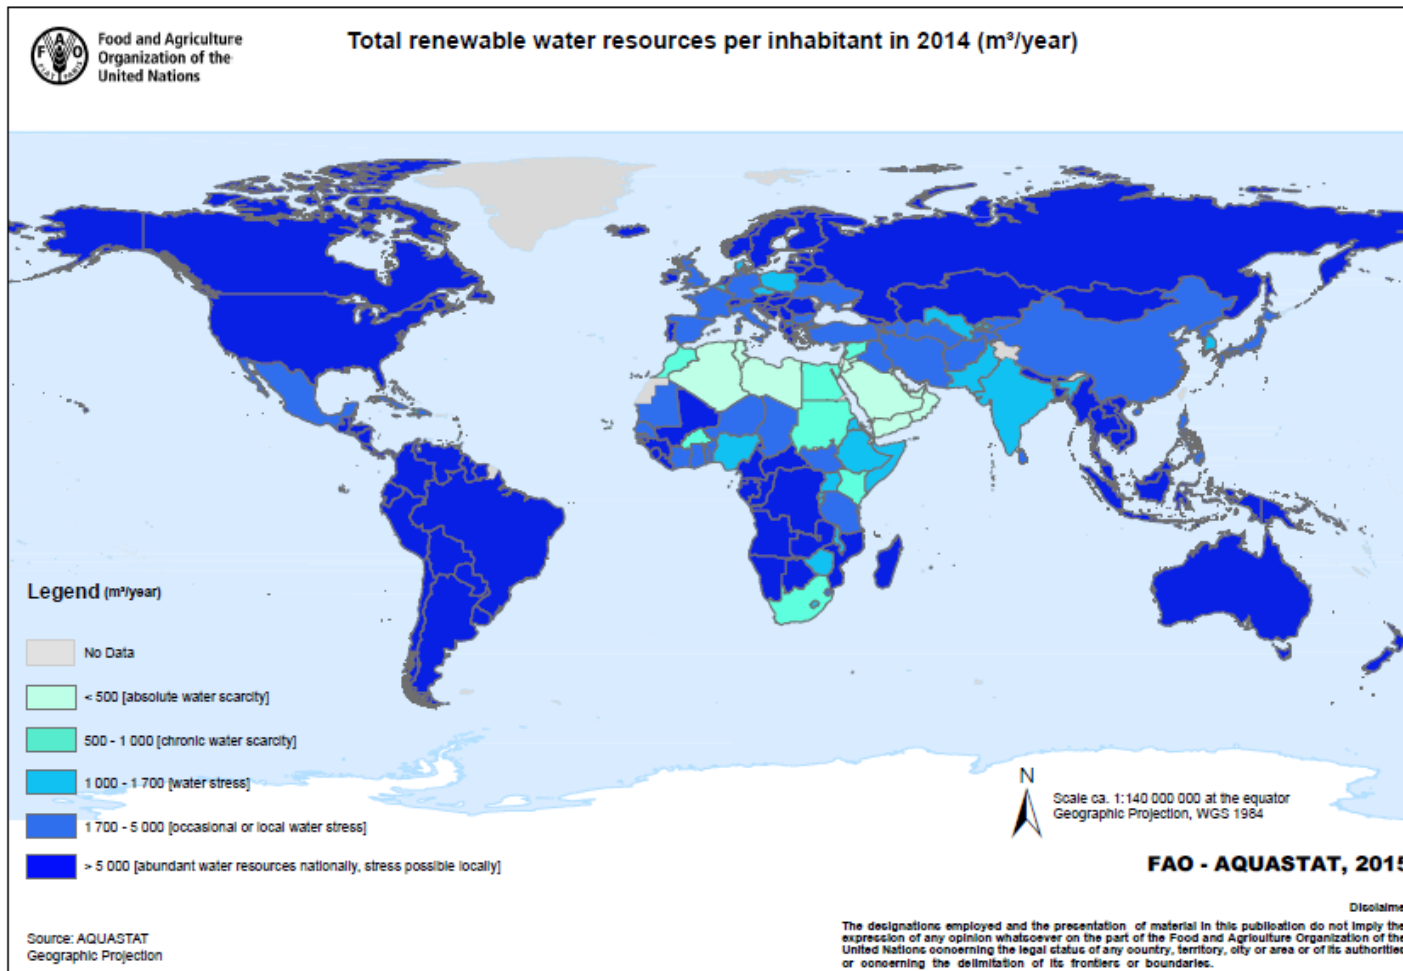 Food and Agriculture
Organization of the
United Nations
F A O
FIAT PANIS
Total renewable water resources per inhabitant in 2014 (m³/year)
Legend (m³/year)
No Data
< 500 [absolute water scarcity]
500 - 1 000 [chronic water scarcity]
1 000 - 1 700 [water stress]
1 700 - 5 000 [occasional or local water stress]
> 5 000 [abundant water resources nationally, stress possible locally]
N
Scale ca. 1:140 000 000 at the equator
Geographic Projection, WGS 1984
FAO - AQUASTAT, 2015
Source: AQUASTAT
Geographic Projection
Disclaime
The designations employed and the presentation of material in this publication do not imply the
expression of any opinion whatsoever on the part of the Food and Agriculture Organization of the
United Nations concerning the legal status of any country, territory, city or area or of its authorities
or concerning the delimitation of its frontiers or boundaries.